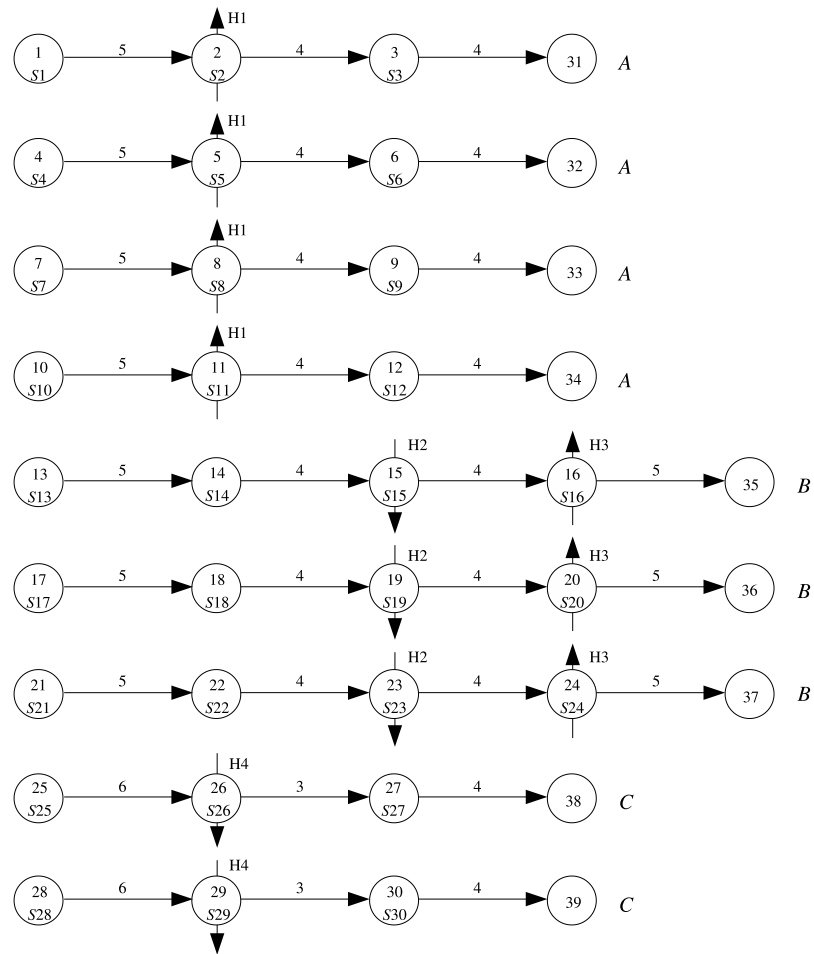 H1
1 5 2 4 3 4 31 A
S1 S2 S3
H1
4 5 5 4 6 4 32 A
S4 S5 S6
H1
7 5 8 4 9 4 33 A
S7 S8 S9
H1
10 5 11 4 12 4 34 A
S10 S11 S12
H2 H3
13 5 14 4 15 4 16 5 35 B
S13 S14 S15 S16
H2 H3
17 5 18 4 19 4 20 5 36 B
S17 S18 S19 S20
H2 H3
21 5 22 4 23 4 24 5 37 B
S21 S22 S23 S24
H4
25 6 26 3 27 4 38 C
S25 S26 S27
H4
28 6 29 3 30 4 39 C
S28 S29 S30